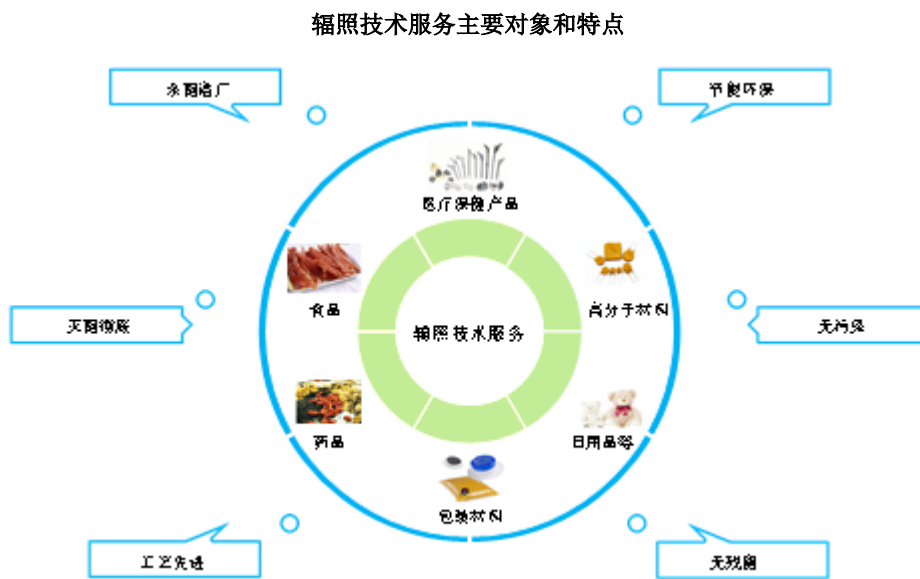 辐照技术服务主要对象和特点
杀菌谱广
节能环保
医疗保健产品
食品
高分子材料
灭菌彻底
辐照技术服务
无污染
药品
日用品等
包装材料
工艺先进
无残留